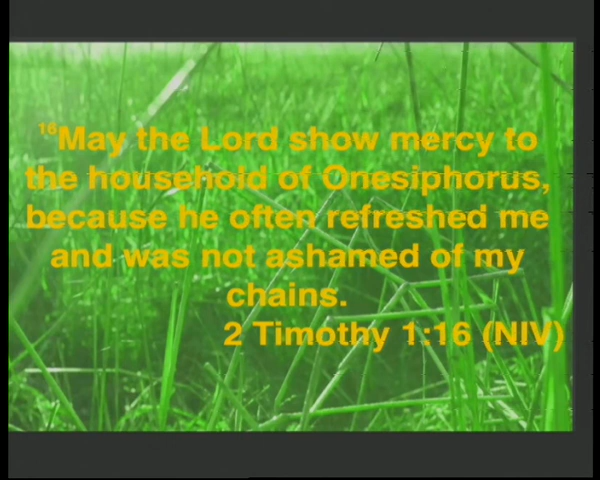 ¹⁶May the Lord show mercy to
the household of Onesiphorus,
because he often refreshed me
and was not ashamed of my
chains.
2 Timothy 1:16 (NIV)